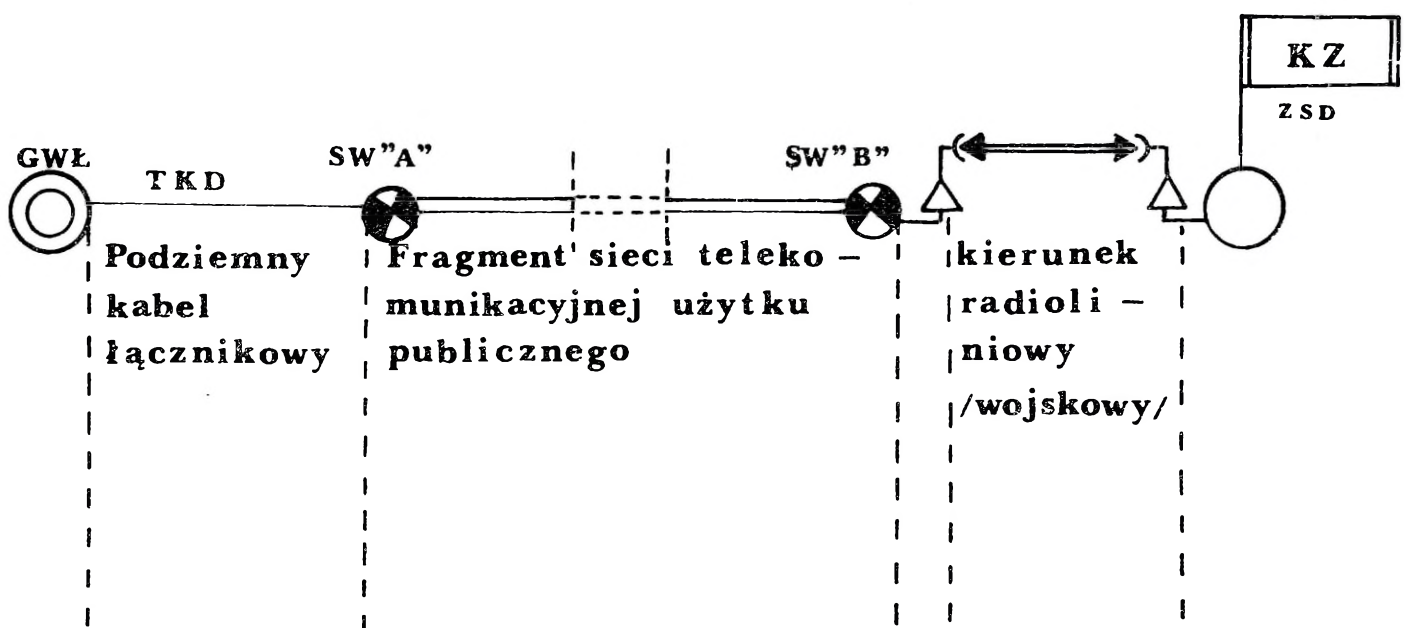 KZ
ZSD
GWŁ
TKD
SW"A"
SW"B"
Podziemny
kabel
łącznikowy
Fragment sieci teleko –
munikacyjnej użytku
publicznego
kierunek
radioli –
niowy
/wojskowy/